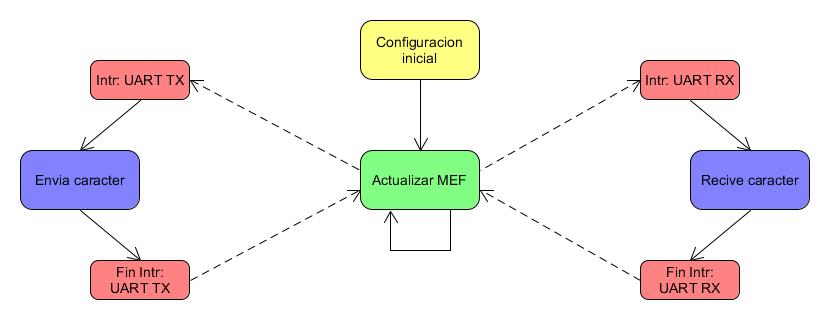 Configuracion
inicial
Intr: UART TX
Intr: UART RX
Envia caracter
Actualizar MEF
Recive caracter
Fin Intr:
UART TX
Fin Intr:
UART RX